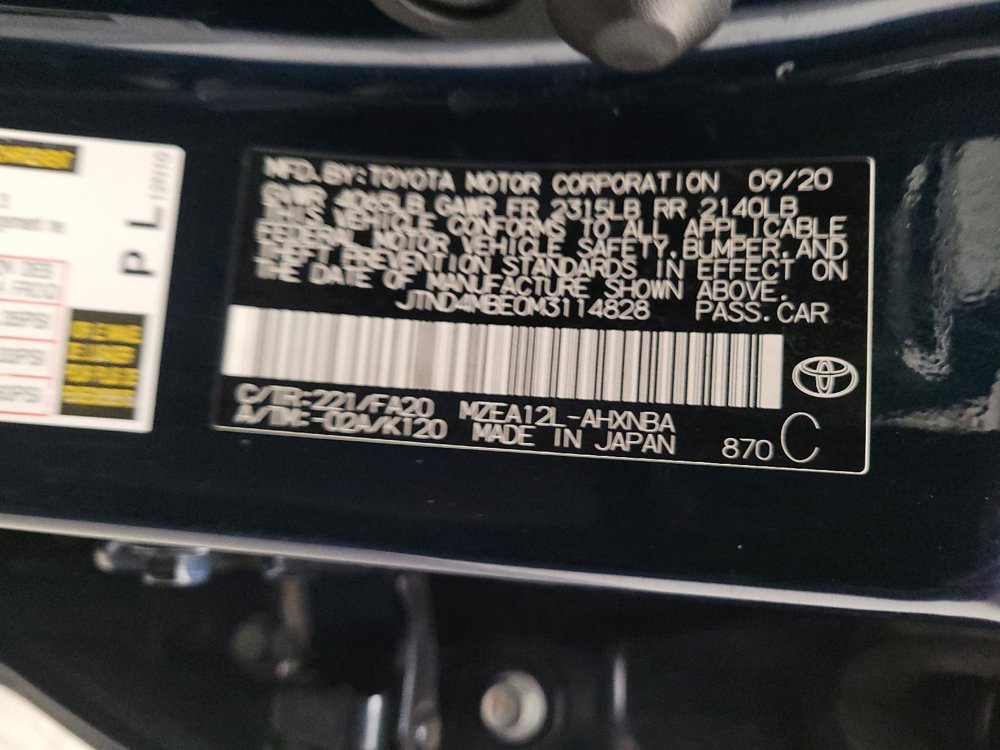 MFD.BY:TOYOTA MOTOR CORPORATION 09/20
GVWR 4065LB GAWR FR 2315LB RR 2140LB
THIS VEHICLE CONFORMS TO ALL APPLICABLE
FEDERAL MOTOR VEHICLE SAFETY,BUMPER,AND
THEFT PREVENTION STANDARDS IN EFFECT ON
THE DATE OF MANUFACTURE SHOWN ABOVE.
JTND4MBE0M3114828 PASS.CAR
C/TR:221/FA20 MZEA12L-AHXNBA
A/TM:-02A/K120 MADE IN JAPAN
870 C
PL